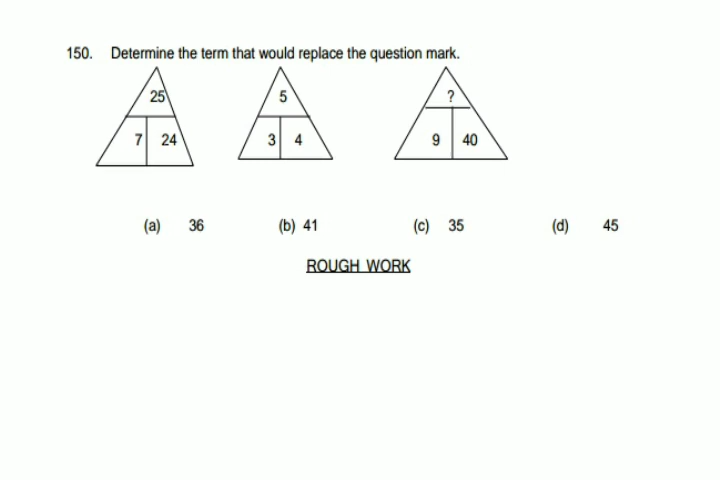 150. Determine the term that would replace the question mark.
25 5 ?
7 24 3 4 9 40
(a) 36 (b) 41 (c) 35 (d) 45
ROUGH WORK